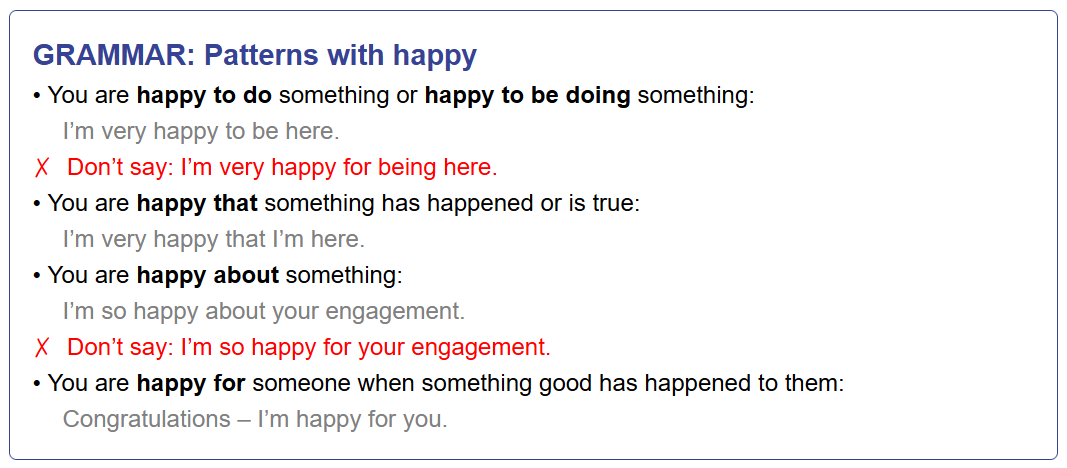 GRAMMAR: Patterns with happy
• You are happy to do something or happy to be doing something:
I’m very happy to be here.
✗ Don’t say: I’m very happy for being here.
• You are happy that something has happened or is true:
I’m very happy that I’m here.
• You are happy about something:
I’m so happy about your engagement.
✗ Don’t say: I’m so happy for your engagement.
• You are happy for someone when something good has happened to them:
Congratulations – I’m happy for you.